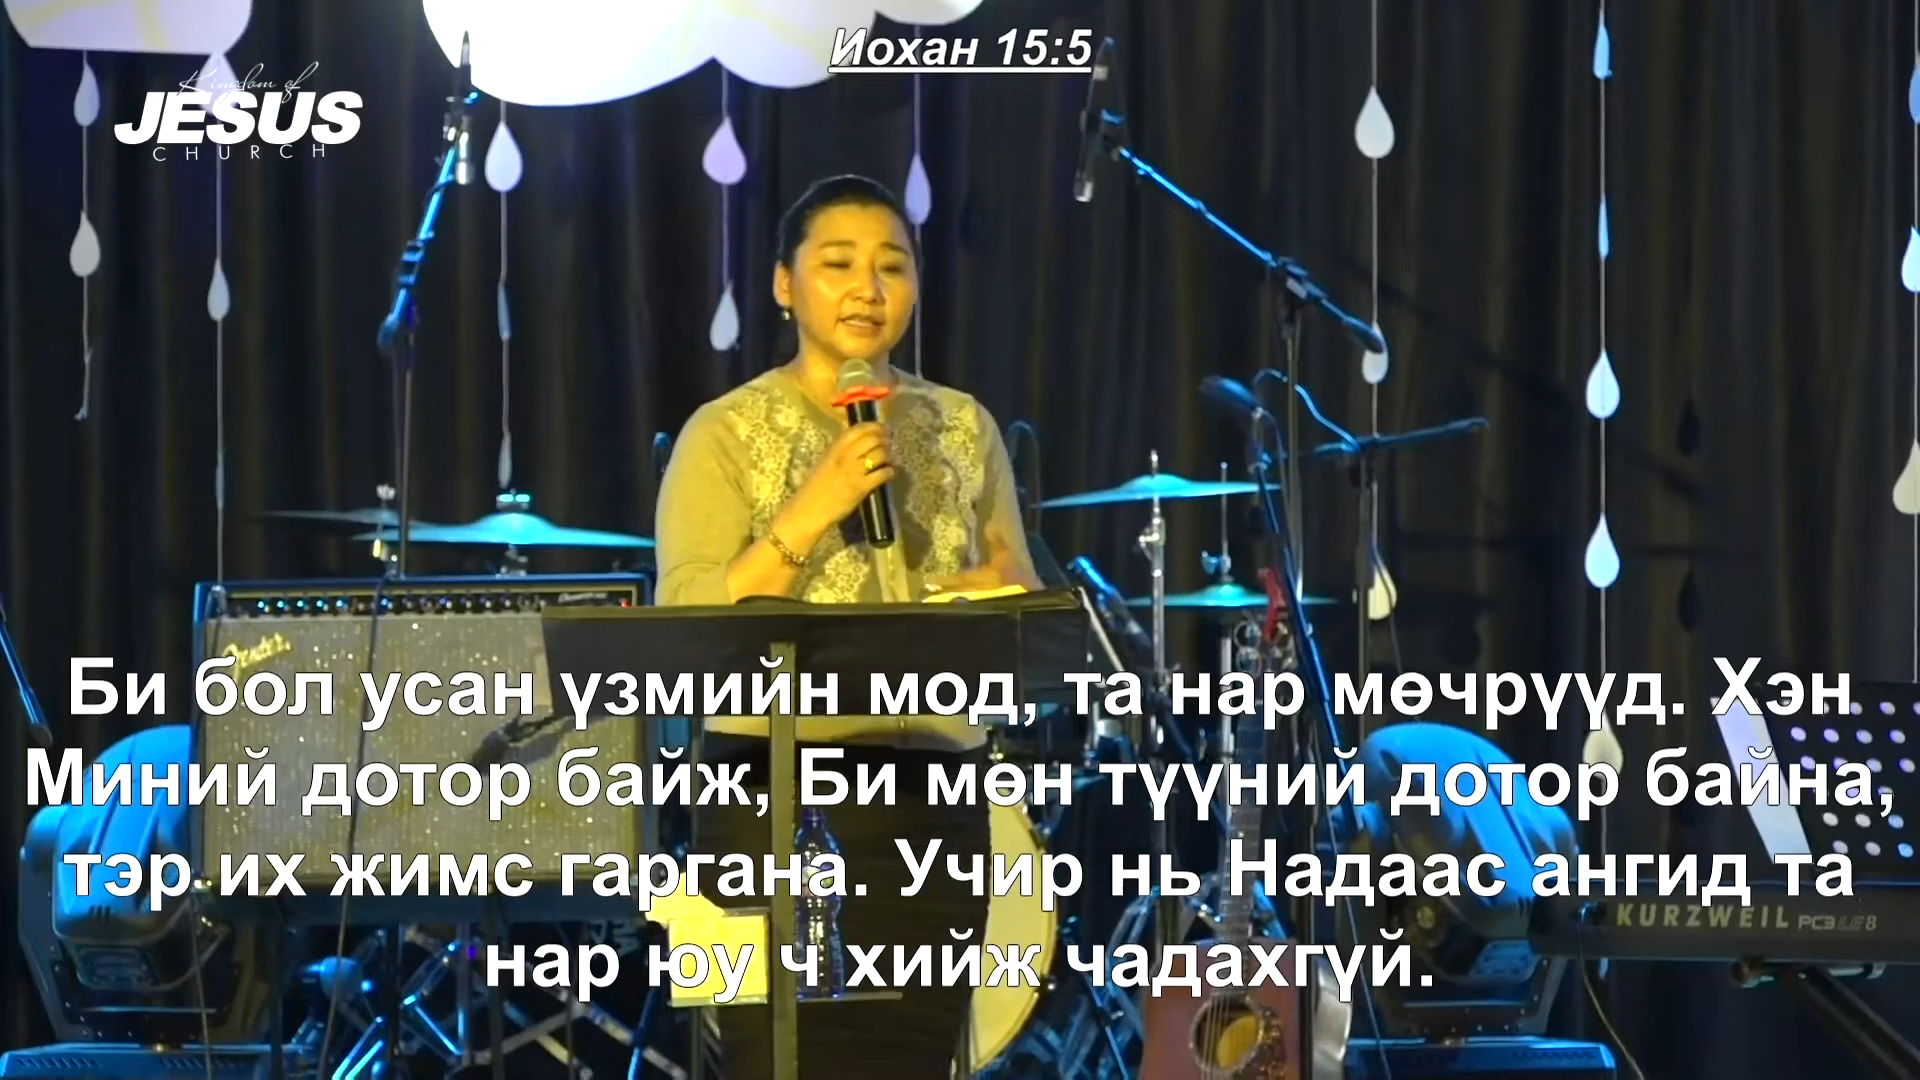 Иохан 15:5
Kingdom of
JESUS
CHURCH
Fender
Би бол усан үзмийн мод, та нар мөчрүүд. Хэн
Миний дотор байж, Би мөн түүний дотор байна,
тэр их жимс гаргана. Учир нь Надаас ангид та
нар юу ч хийж чадахгүй.
KURZWEIL PC3LE8